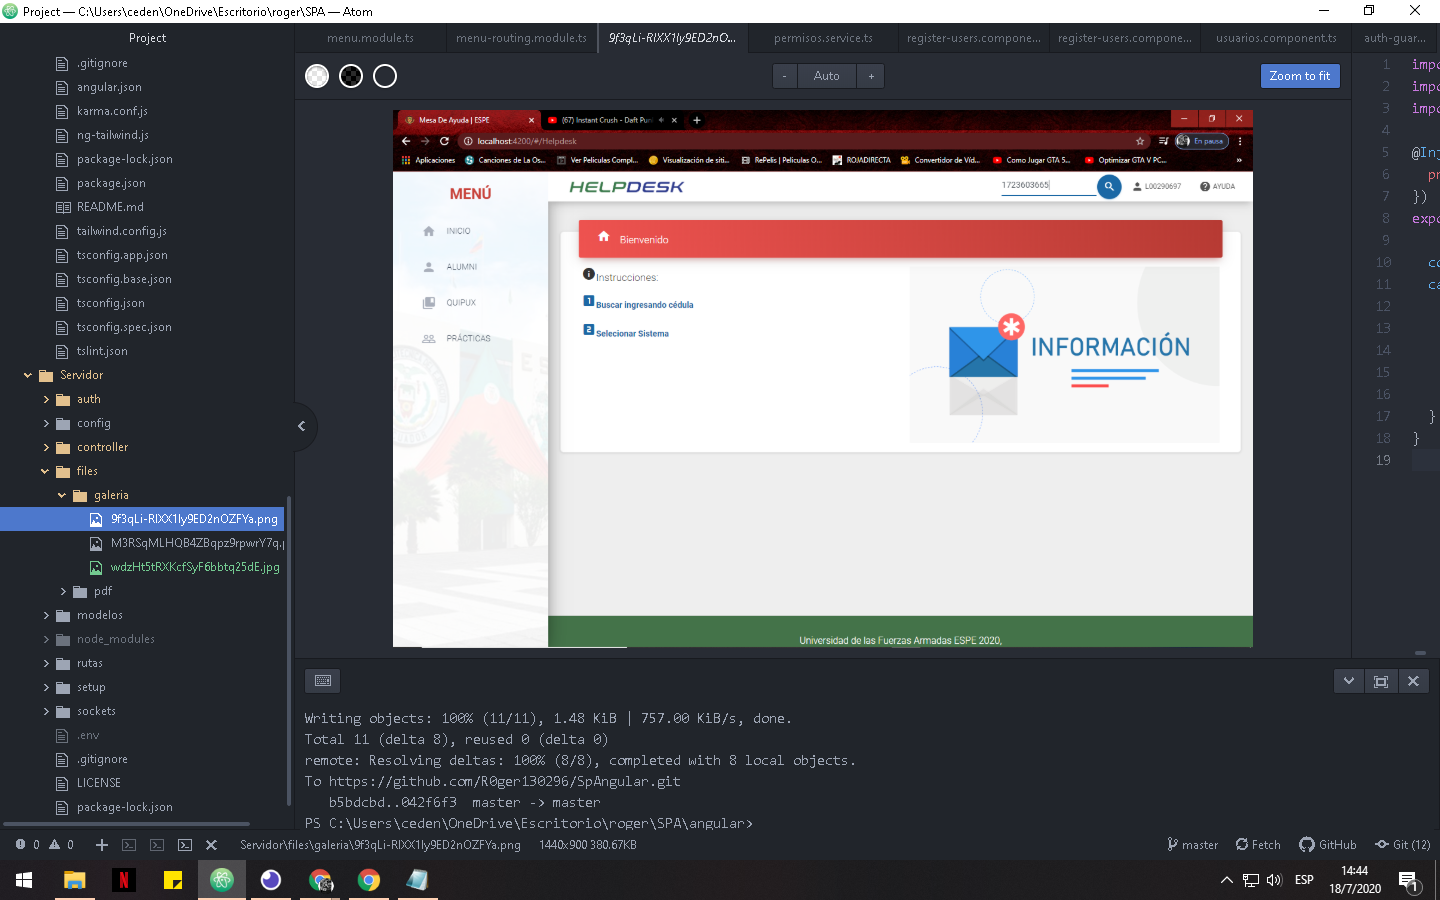 Project — C:\Users\ceden\OneDrive\Escritorio\roger\SPA — Atom
Project
.gitignore
angular.json
karma.conf.js
ng-tailwind.js
package-lock.json
package.json
README.md
tailwind.config.js
tsconfig.app.json
tsconfig.base.json
tsconfig.json
tsconfig.spec.json
tslint.json
Servidor
auth
config
controller
files
galeria
9f3qLi-RIXX1Iy9ED2nOZFYa.png
M3RSqMLHQB4ZBqpz9rpwrY7q.p
wdzHt5tRXKcfSyF6bbtq25dE.jpg
pdf
modelos
node_modules
rutas
setup
sockets
.env
.gitignore
LICENSE
package-lock.json
menu.module.ts
menu-routing.module.ts
9f3qLi-RIXX1Iy9ED2nO...
permisos.service.ts
register-users.compone...
register-users.compone...
usuarios.component.ts
auth-guar...
- Auto +
Zoom to fit
Mesa De Ayuda | ESPE
(67) Instant Crush - Daft Pun
localhost:4200/#/Helpdesk
En pausa
Aplicaciones
Canciones de La Os...
Ver Peliculas Compl...
Visualización de siti...
RePelis | Peliculas O...
ROJADIRECTA
Convertidor de Víd...
Como Jugar GTA 5...
Optimizar GTA V PC...
»
MENÚ
INICIO
ALUMNI
QUIPUX
PRÁCTICAS
HELPDESK
1723603665
L00290697
AYUDA
Bienvenido
Instrucciones:
1 Buscar ingresando cédula
2 Selecionar Sistema
INFORMACIÓN
Universidad de las Fuerzas Armadas ESPE 2020,
1 impo
2 impo
3 impo
4
5 @Inj
6 pr
7 })
8 expo
9
10 co
11 ca
12
13
14
15
16
17 }
18 }
19
Writing objects: 100% (11/11), 1.48 KiB | 757.00 KiB/s, done.
Total 11 (delta 8), reused 0 (delta 0)
remote: Resolving deltas: 100% (8/8), completed with 8 local objects.
To https://github.com/R0ger130296/SpAngular.git
b5bdcbd..042f6f3 master -> master
PS C:\Users\ceden\OneDrive\Escritorio\roger\SPA\angular>
0 0
Servidor\files\galeria\9f3qLi-RIXX1Iy9ED2nOZFYa.png
1440x900 380.67KB
master
Fetch
GitHub
Git (12)
ESP
14:44
18/7/2020
1